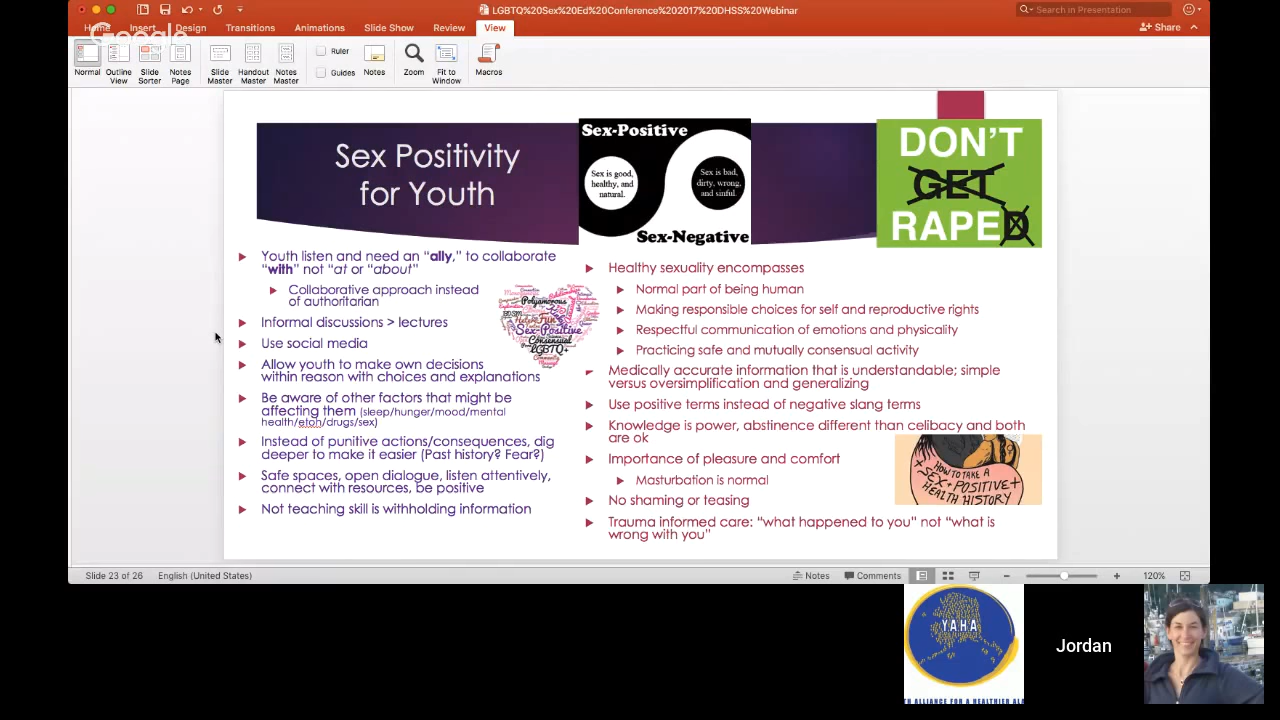 LGBTQ%20Sex%20Ed%20Conference%202017%20DHSS%20Webinar
Search in Presentation
Home Insert Design Transitions Animations Slide Show Review View
Share
Google
Ruler
Guides
Normal
Outline View
Slide Sorter
Notes Page
Slide Master
Handout Master
Notes Master
Notes
Zoom
Fit to Window
Macros
Sex Positivity
for Youth
Sex-Positive
Sex is good,
healthy, and
natural.
Sex is bad,
dirty, wrong,
and sinful.
Sex-Negative
DON'T
GET
RAPED
Youth listen and need an “ally,” to collaborate
“with” not “at or “about”
Collaborative approach instead
of authoritarian
Informal discussions > lectures
Use social media
Allow youth to make own decisions
within reason with choices and explanations
Be aware of other factors that might be
affecting them (sleep/hunger/mood/mental
health/etoh/drugs/sex)
Instead of punitive actions/consequences, dig
deeper to make it easier (Past history? Fear?)
Safe spaces, open dialogue, listen attentively,
connect with resources, be positive
Not teaching skill is withholding information
Polyamorous
BDSM
Fun
Sex-Positive
Consensual
LGBTQ+
Healthy sexuality encompasses
Normal part of being human
Making responsible choices for self and reproductive rights
Respectful communication of emotions and physicality
Practicing safe and mutually consensual activity
Medically accurate information that is understandable; simple
versus oversimplification and generalizing
Use positive terms instead of negative slang terms
Knowledge is power, abstinence different than celibacy and both
are ok
Importance of pleasure and comfort
Masturbation is normal
No shaming or teasing
Trauma informed care: “what happened to you” not “what is
wrong with you”
HOW TO TAKE A
SEX-POSITIVE
HEALTH HISTORY
Slide 23 of 26 English (United States)
Notes Comments 120%
YAHA
Jordan
ALLIANCE FOR A HEALTHIER